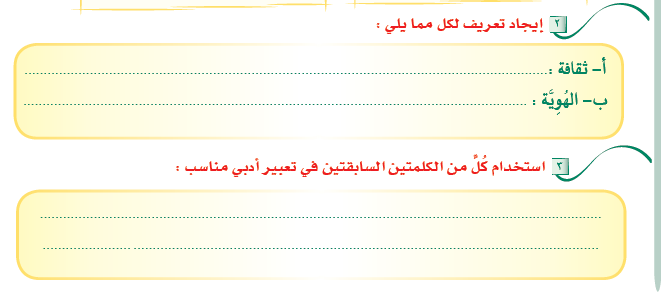 ٢ إيجاد تعريف لكل مما يلي :
أ- ثقافة : ............................................................
ب- الهُوِيَّة : ............................................................
٣ استخدام كُلٍّ من الكلمتين السابقتين في تعبير أدبي مناسب :
............................................................
............................................................